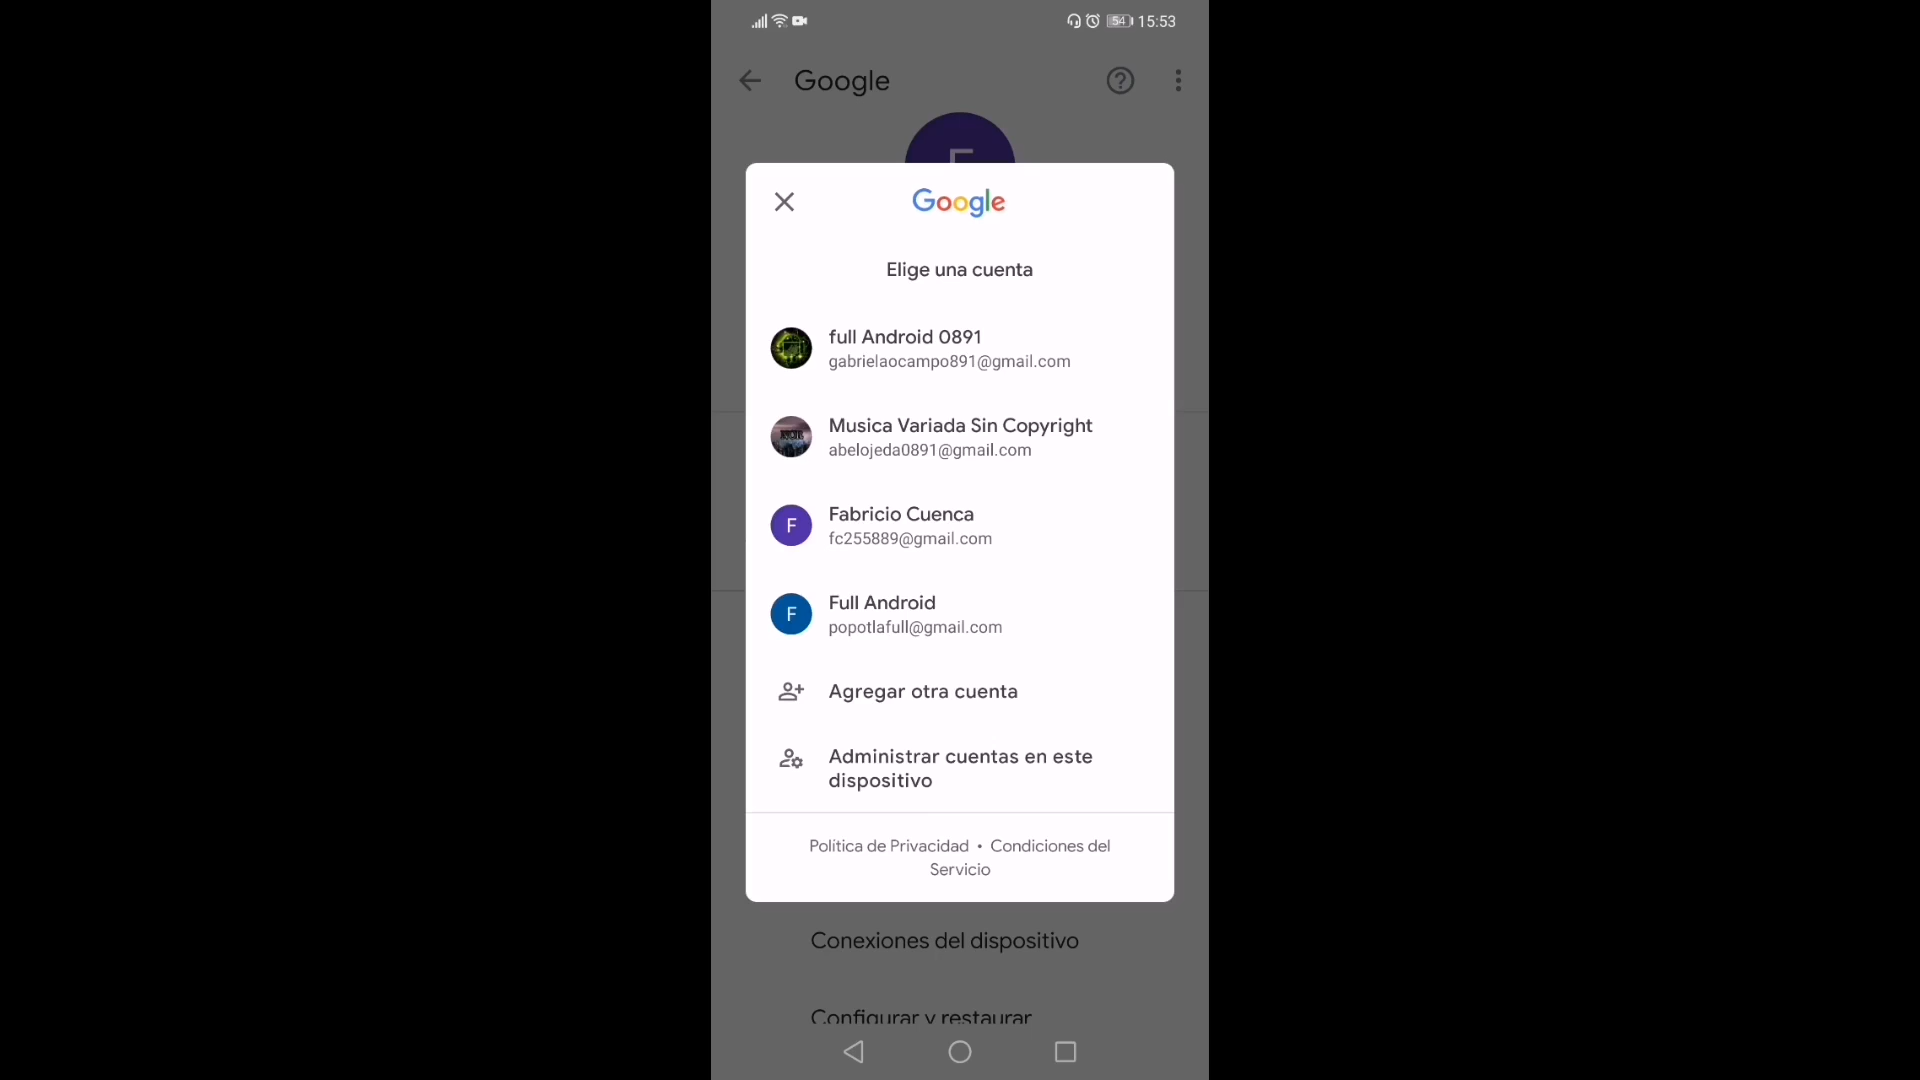 54 15:53
Google
Google
Elige una cuenta
full Android 0891
gabrielaocampo891@gmail.com
Musica Variada Sin Copyright
abelojeda0891@gmail.com
F
Fabricio Cuenca
fc255889@gmail.com
F
Full Android
popotlafull@gmail.com
Agregar otra cuenta
Administrar cuentas en este
dispositivo
Política de Privacidad • Condiciones del
Servicio
Conexiones del dispositivo
Configurar y restaurar